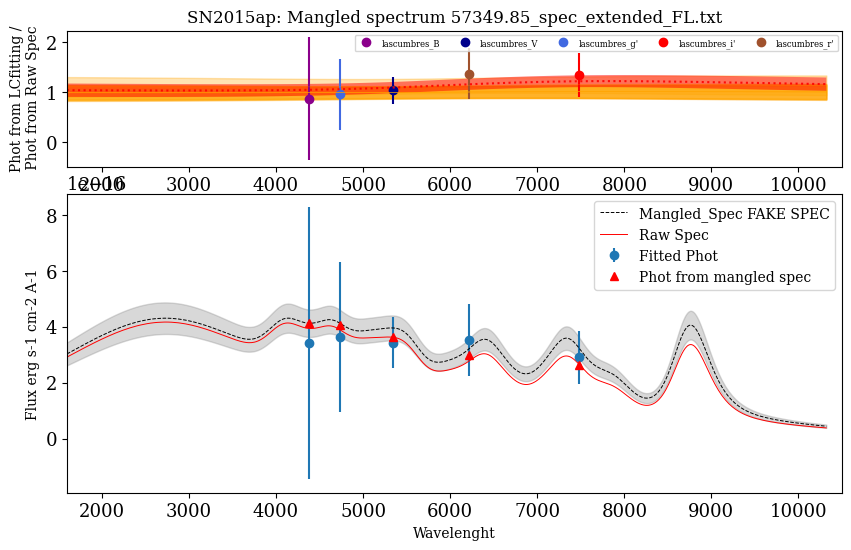 SN2015ap: Mangled spectrum 57349.85_spec_extended_FL.txt
Phot from LCfitting /
Phot from Raw Spec
2
1
0
lascumbres_B
lascumbres_V
lascumbres_g'
lascumbres_i'
lascumbres_r'
2000 3000 4000 5000 6000 7000 8000 9000 10000
Flux erg s-1 cm-2 A-1
8
6
4
2
0
Mangled_Spec FAKE SPEC
Raw Spec
Fitted Phot
Phot from mangled spec
2000 3000 4000 5000 6000 7000 8000 9000 10000
Wavelenght